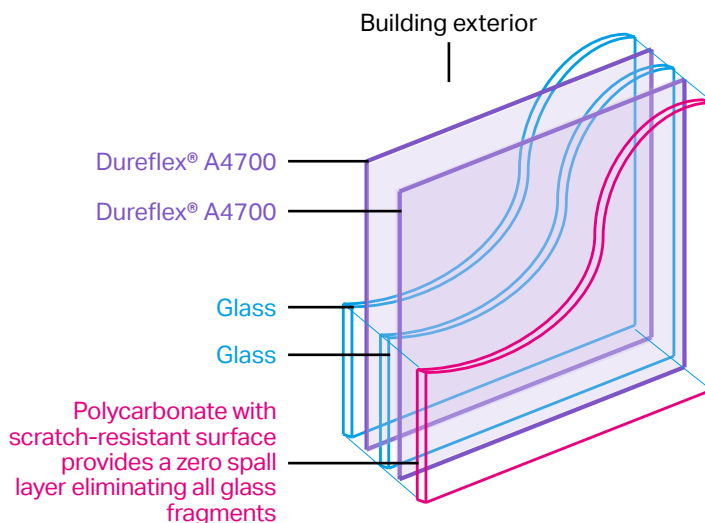 Building exterior
Dureflex® A4700
Dureflex® A4700
Glass
Glass
Polycarbonate with
scratch-resistant surface
provides a zero spall
layer eliminating all glass
fragments